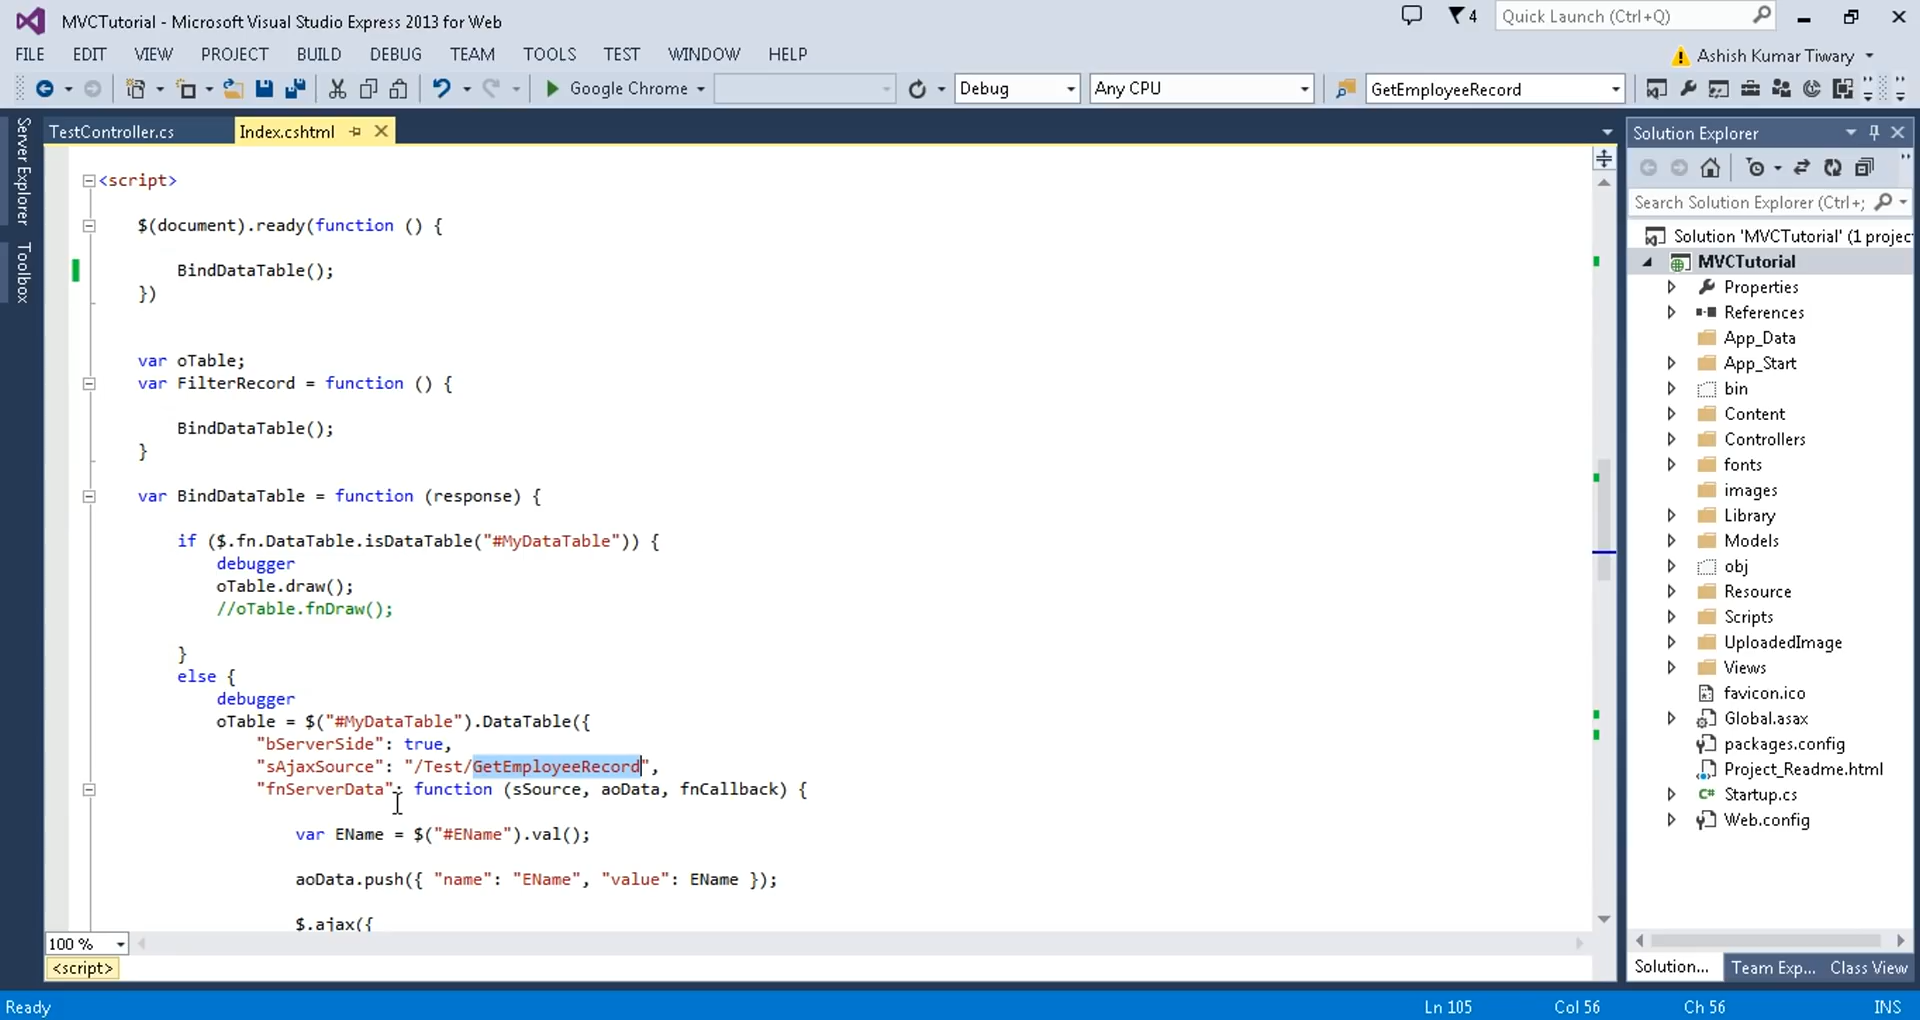 MVCTutorial - Microsoft Visual Studio Express 2013 for Web
4
Quick Launch (Ctrl+Q)
FILE EDIT VIEW PROJECT BUILD DEBUG TEAM TOOLS TEST WINDOW HELP
Ashish Kumar Tiwary
Google Chrome
Debug
Any CPU
GetEmployeeRecord
Server Explorer
Toolbox
TestController.cs
Index.cshtml
<script>
$(document).ready(function () {
BindDataTable();
})
var oTable;
var FilterRecord = function () {
BindDataTable();
}
var BindDataTable = function (response) {
if ($.fn.DataTable.isDataTable("#MyDataTable")) {
debugger
oTable.draw();
//oTable.fnDraw();
}
else {
debugger
oTable = $("#MyDataTable").DataTable({
"bServerSide": true,
"sAjaxSource": "/Test/GetEmployeeRecord",
"fnServerData": function (sSource, aoData, fnCallback) {
var EName = $("#EName").val();
aoData.push({ "name": "EName", "value": EName });
$.ajax({
100 %
<script>
Solution Explorer
Search Solution Explorer (Ctrl+;
Solution 'MVCTutorial' (1 projec
MVCTutorial
Properties
References
App_Data
App_Start
bin
Content
Controllers
fonts
images
Library
Models
obj
Resource
Scripts
UploadedImage
Views
favicon.ico
Global.asax
packages.config
Project_Readme.html
C# Startup.cs
Web.config
Solution... Team Exp... Class View
Ready
Ln 105
Col 56
Ch 56
INS